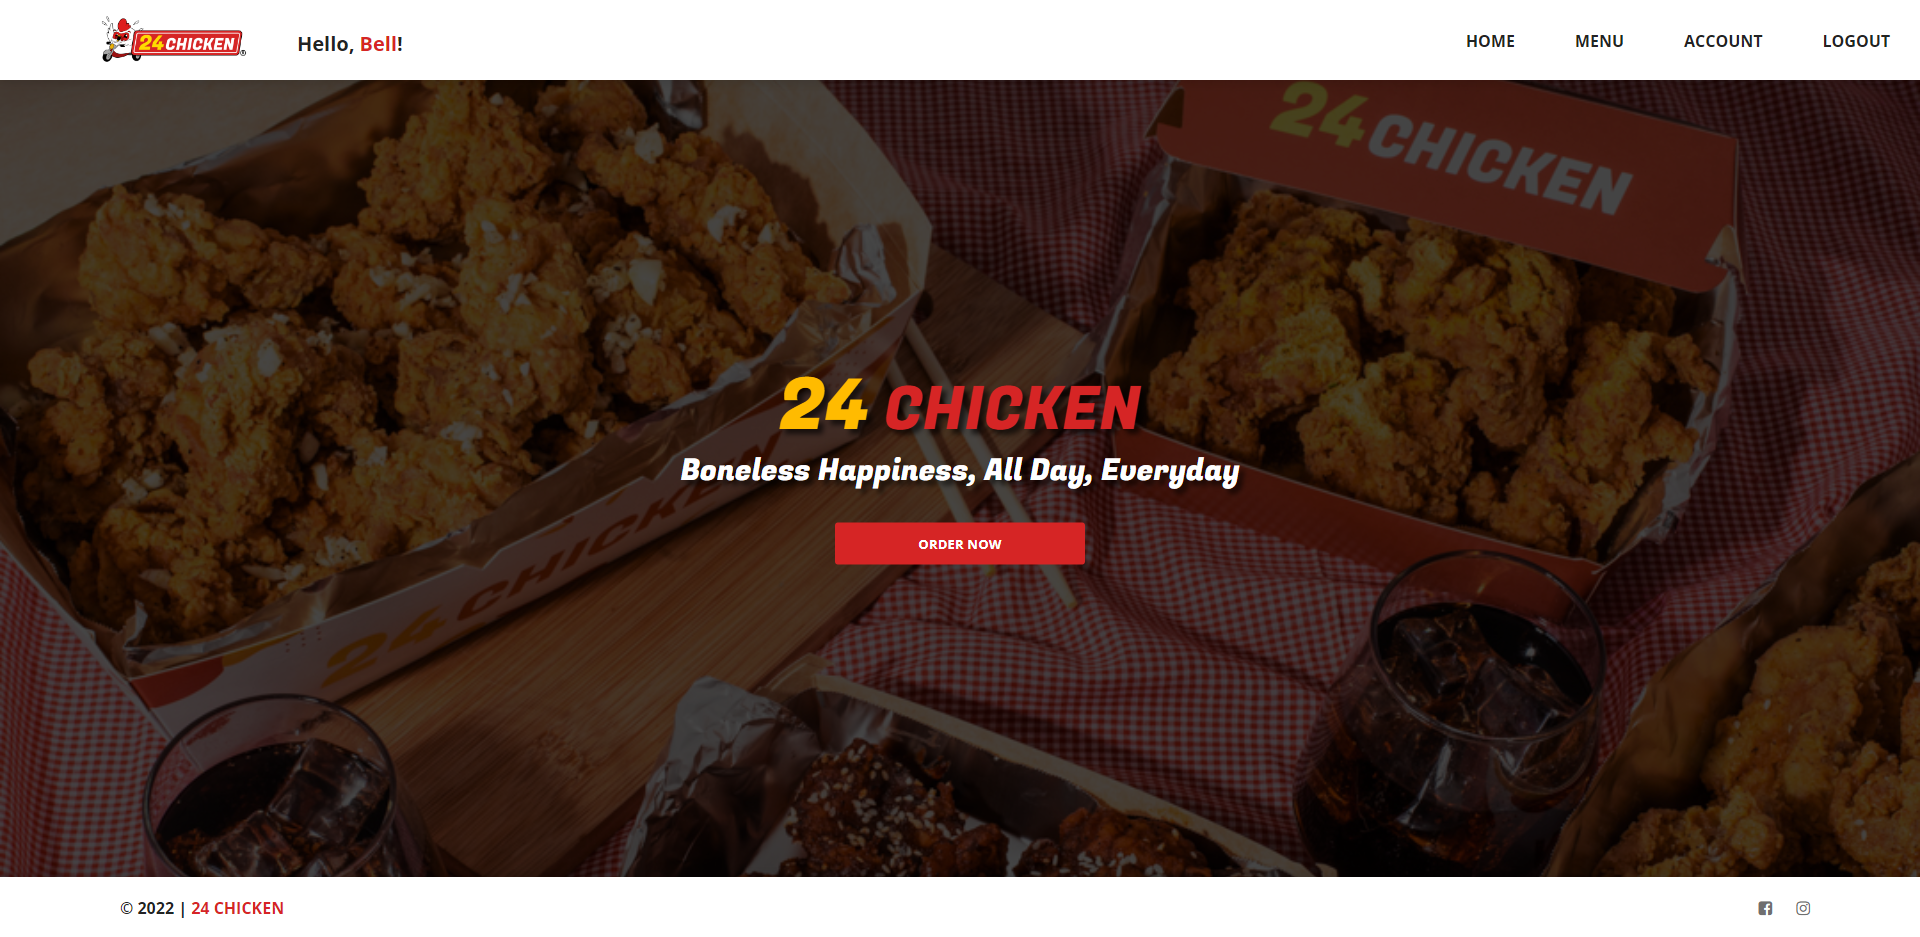 24 CHICKEN ®
Hello, Bell!
HOME MENU ACCOUNT LOGOUT
24 CHICKEN
24 CHICKEN
Boneless Happiness, All Day, Everyday
ORDER NOW
24 CHICKEN
© 2022 | 24 CHICKEN